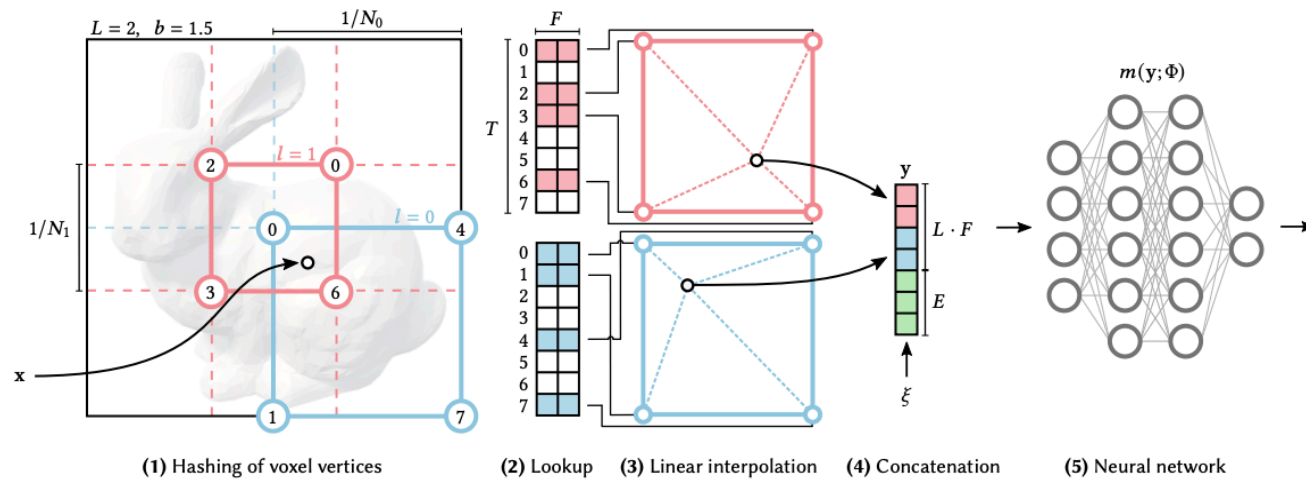 L = 2, b = 1.5
1/N₀
1/N₁
l = 1
l = 0
2
0
0
4
3
6
1
7
x
F
T
0
1
2
3
4
5
6
7
0
1
2
3
4
5
6
7
y
L · F
E
ξ
m(y; Φ)
(1) Hashing of voxel vertices
(2) Lookup
(3) Linear interpolation
(4) Concatenation
(5) Neural network